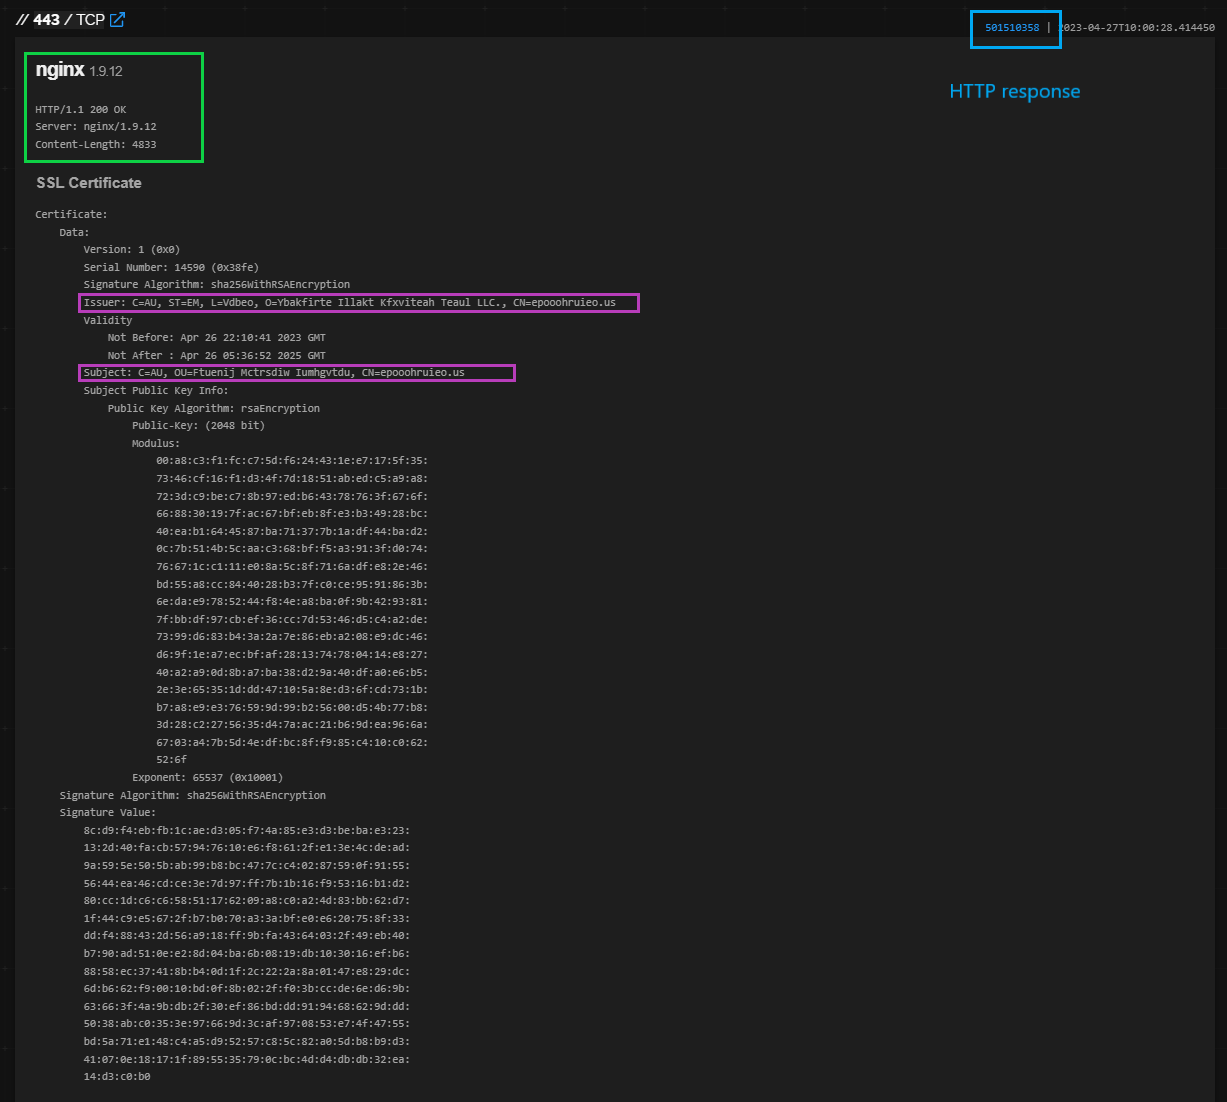 // 443 / TCP
501510358 | 2023-04-27T10:00:28.414450
nginx 1.9.12
HTTP response
HTTP/1.1 200 OK
Server: nginx/1.9.12
Content-Length: 4833
SSL Certificate
Certificate:
Data:
Version: 1 (0x0)
Serial Number: 14590 (0x38fe)
Signature Algorithm: sha256WithRSAEncryption
Issuer: C=AU, ST=EM, L=Vdbeo, O=Ybakfirte Illakt Kfxviteah Teaul LLC., CN=epooohruieo.us
Validity
Not Before: Apr 26 22:10:41 2023 GMT
Not After : Apr 26 05:36:52 2025 GMT
Subject: C=AU, OU=Ftuenij Mctrsdiw Iumhgvtdu, CN=epooohruieo.us
Subject Public Key Info:
Public Key Algorithm: rsaEncryption
Public-Key: (2048 bit)
Modulus:
00:a8:c3:f1:fc:c7:5d:f6:24:43:1e:e7:17:5f:35:
73:46:cf:16:f1:d3:4f:7d:18:51:ab:ed:c5:a9:a8:
72:3d:c9:be:c7:8b:97:ed:b6:43:78:76:3f:67:6f:
66:88:30:19:7f:ac:67:bf:eb:8f:e3:b3:49:28:bc:
40:ea:b1:64:45:87:ba:71:37:7b:1a:df:44:ba:d2:
0c:7b:51:4b:5c:aa:c3:68:bf:f5:a3:91:3f:d0:74:
76:67:1c:c1:11:e0:8a:5c:8f:71:6a:df:e8:2e:46:
bd:55:a8:cc:84:40:28:b3:7f:c0:ce:95:91:86:3b:
6e:da:e9:78:52:44:f8:4e:a8:ba:0f:9b:42:93:81:
7f:bb:df:97:cb:ef:36:cc:7d:53:46:d5:c4:a2:de:
73:99:d6:83:b4:3a:2a:7e:86:eb:a2:08:e9:dc:46:
d6:9f:1e:a7:ec:bf:af:28:13:74:78:04:14:e8:27:
40:a2:a9:0d:8b:a7:ba:38:d2:9a:40:df:a0:e6:b5:
2e:3e:65:35:1d:dd:47:10:5a:8e:d3:6f:cd:73:1b:
b7:a8:e9:e3:76:59:9d:99:b2:56:00:d5:4b:77:b8:
3d:28:c2:27:56:35:d4:7a:ac:21:b6:9d:ea:96:6a:
67:03:a4:7b:5d:4e:df:bc:8f:f9:85:c4:10:c0:62:
52:6f
Exponent: 65537 (0x10001)
Signature Algorithm: sha256WithRSAEncryption
Signature Value:
8c:d9:f4:eb:fb:1c:ae:d3:05:f7:4a:85:e3:d3:be:ba:e3:23:
13:2d:40:fa:cb:57:94:76:10:e6:f8:61:2f:e1:3e:4c:de:ad:
9a:59:5e:50:5b:ab:99:b8:bc:47:7c:c4:02:87:59:0f:91:55:
56:44:ea:46:cd:ce:3e:7d:97:ff:7b:1b:16:f9:53:16:b1:d2:
80:cc:1d:c6:c6:58:51:17:62:09:a8:c0:a2:4d:83:bb:62:d7:
1f:44:c9:e5:67:2f:b7:b0:70:a3:3a:bf:e0:e6:20:75:8f:33:
dd:f4:88:43:2d:56:a9:18:ff:9b:fa:43:64:03:2f:49:eb:40:
b7:90:ad:51:0e:e2:8d:04:ba:6b:08:19:db:10:30:16:ef:b6:
88:58:ec:37:41:8b:b4:0d:1f:2c:22:2a:8a:01:47:e8:29:dc:
6d:b6:62:f9:00:10:bd:0f:8b:02:2f:f0:3b:cc:de:6e:d6:9b:
63:66:3f:4a:9b:db:2f:30:ef:86:bd:dd:91:94:68:62:9d:dd:
50:38:ab:c0:35:3e:97:66:9d:3c:af:97:08:53:e7:4f:47:55:
bd:5a:71:e1:48:c4:a5:d9:52:57:c8:5c:82:a0:5d:b8:b9:d3:
41:07:0e:18:17:1f:89:55:35:79:0c:bc:4d:d4:db:db:32:ea:
14:d3:c0:b0